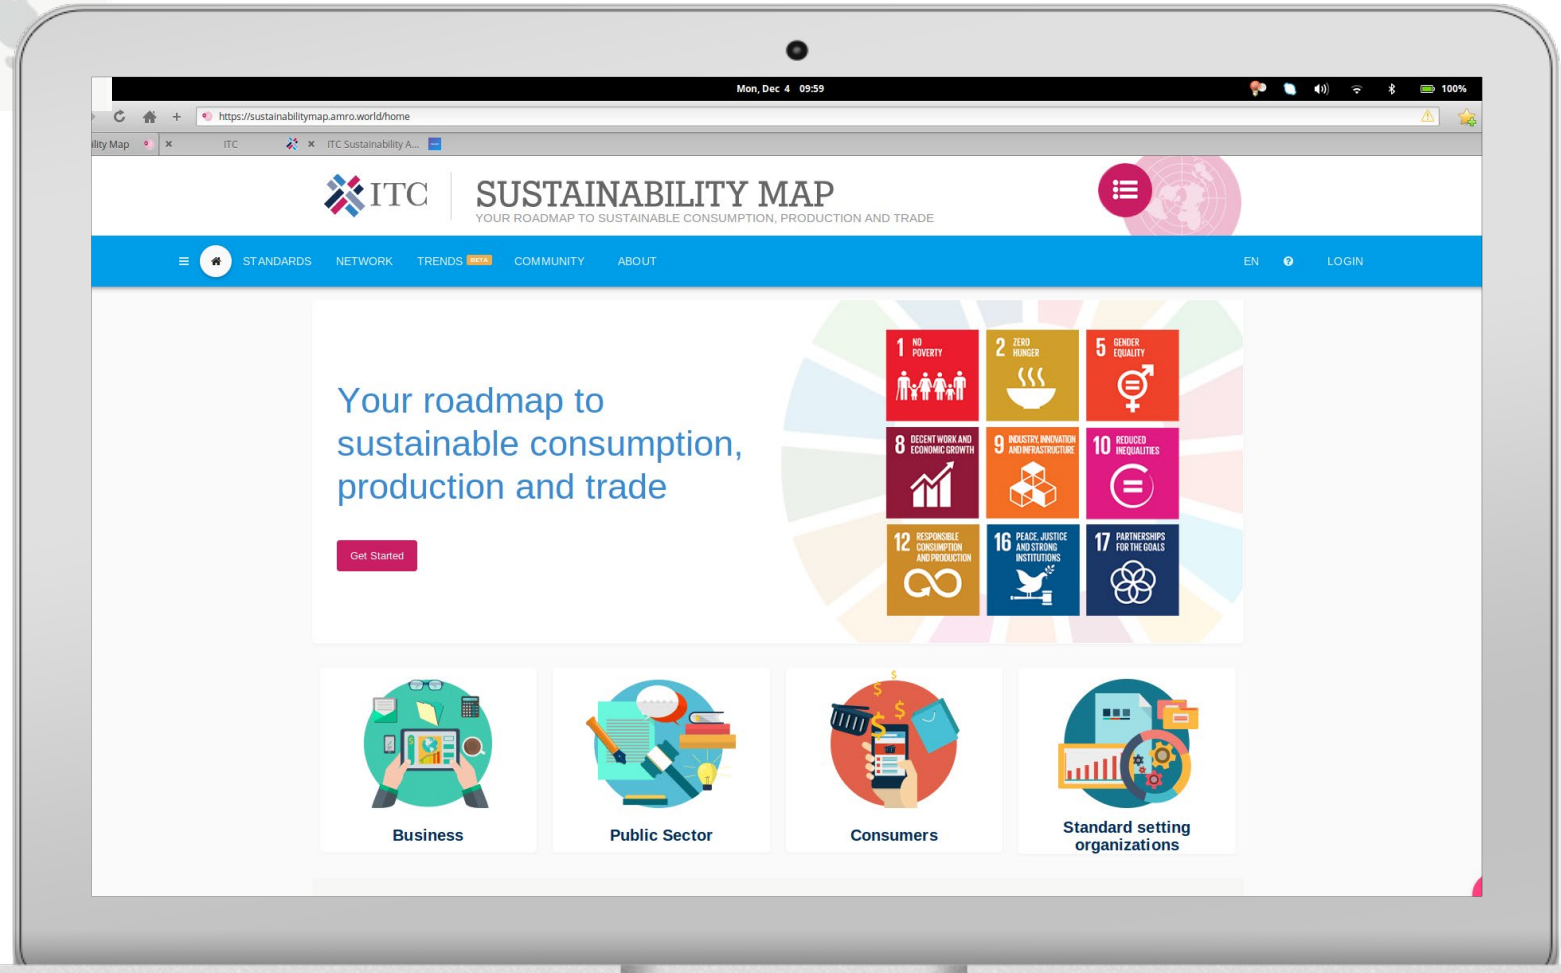 Mon, Dec 4 09:59
100%
https://sustainabilitymap.amro.world/home
ility Map
ITC
ITC Sustainability A...
ITC
SUSTAINABILITY MAP
YOUR ROADMAP TO SUSTAINABLE CONSUMPTION, PRODUCTION AND TRADE
STANDARDS
NETWORK
TRENDS BETA
COMMUNITY
ABOUT
EN
LOGIN
Your roadmap to
sustainable consumption,
production and trade
Get Started
1 NO
POVERTY
2 ZERO
HUNGER
5 GENDER
EQUALITY
8 DECENT WORK AND
ECONOMIC GROWTH
9 INDUSTRY, INNOVATION
AND INFRASTRUCTURE
10 REDUCED
INEQUALITIES
12 RESPONSIBLE
CONSUMPTION
AND PRODUCTION
16 PEACE, JUSTICE
AND STRONG
INSTITUTIONS
17 PARTNERSHIPS
FOR THE GOALS
Business
Public Sector
Consumers
Standard setting
organizations